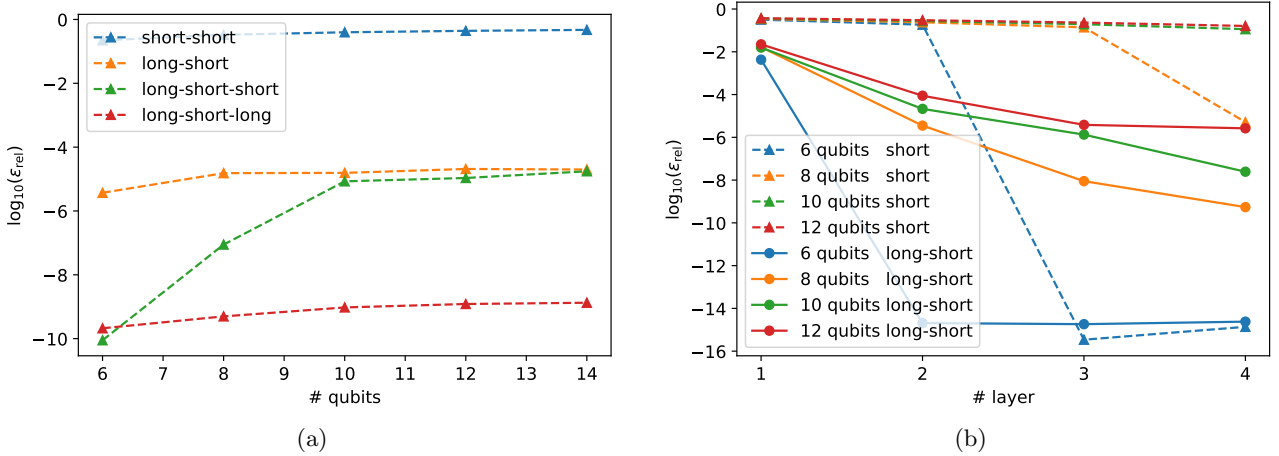 0
−2
−4
−6
−8
−10
log₁₀(ε_rel)
short-short
long-short
long-short-short
long-short-long
6 7 8 9 10 11 12 13 14
# qubits
(a)
0
−2
−4
−6
−8
−10
−12
−14
−16
log₁₀(ε_rel)
6 qubits short
8 qubits short
10 qubits short
12 qubits short
6 qubits long-short
8 qubits long-short
10 qubits long-short
12 qubits long-short
1 2 3 4
# layer
(b)